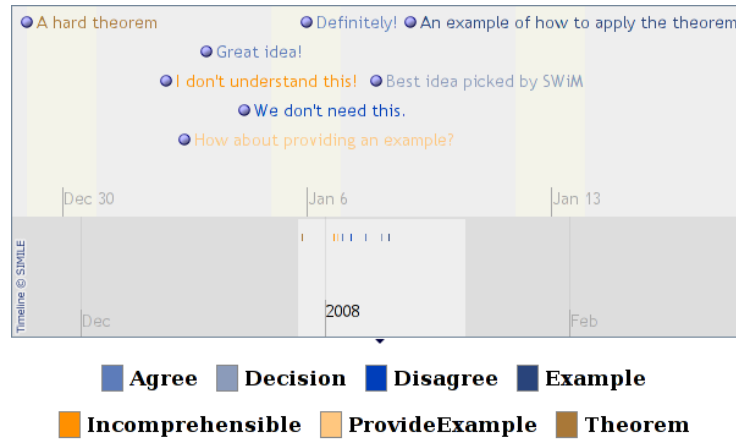 A hard theorem
Definitely!
An example of how to apply the theorem
Great idea!
I don't understand this!
Best idea picked by SWiM
We don't need this.
How about providing an example?
Dec 30
Jan 6
Jan 13
Timeline © SIMILE
Dec
2008
Feb
Agree Decision Disagree Example
Incomprehensible ProvideExample Theorem